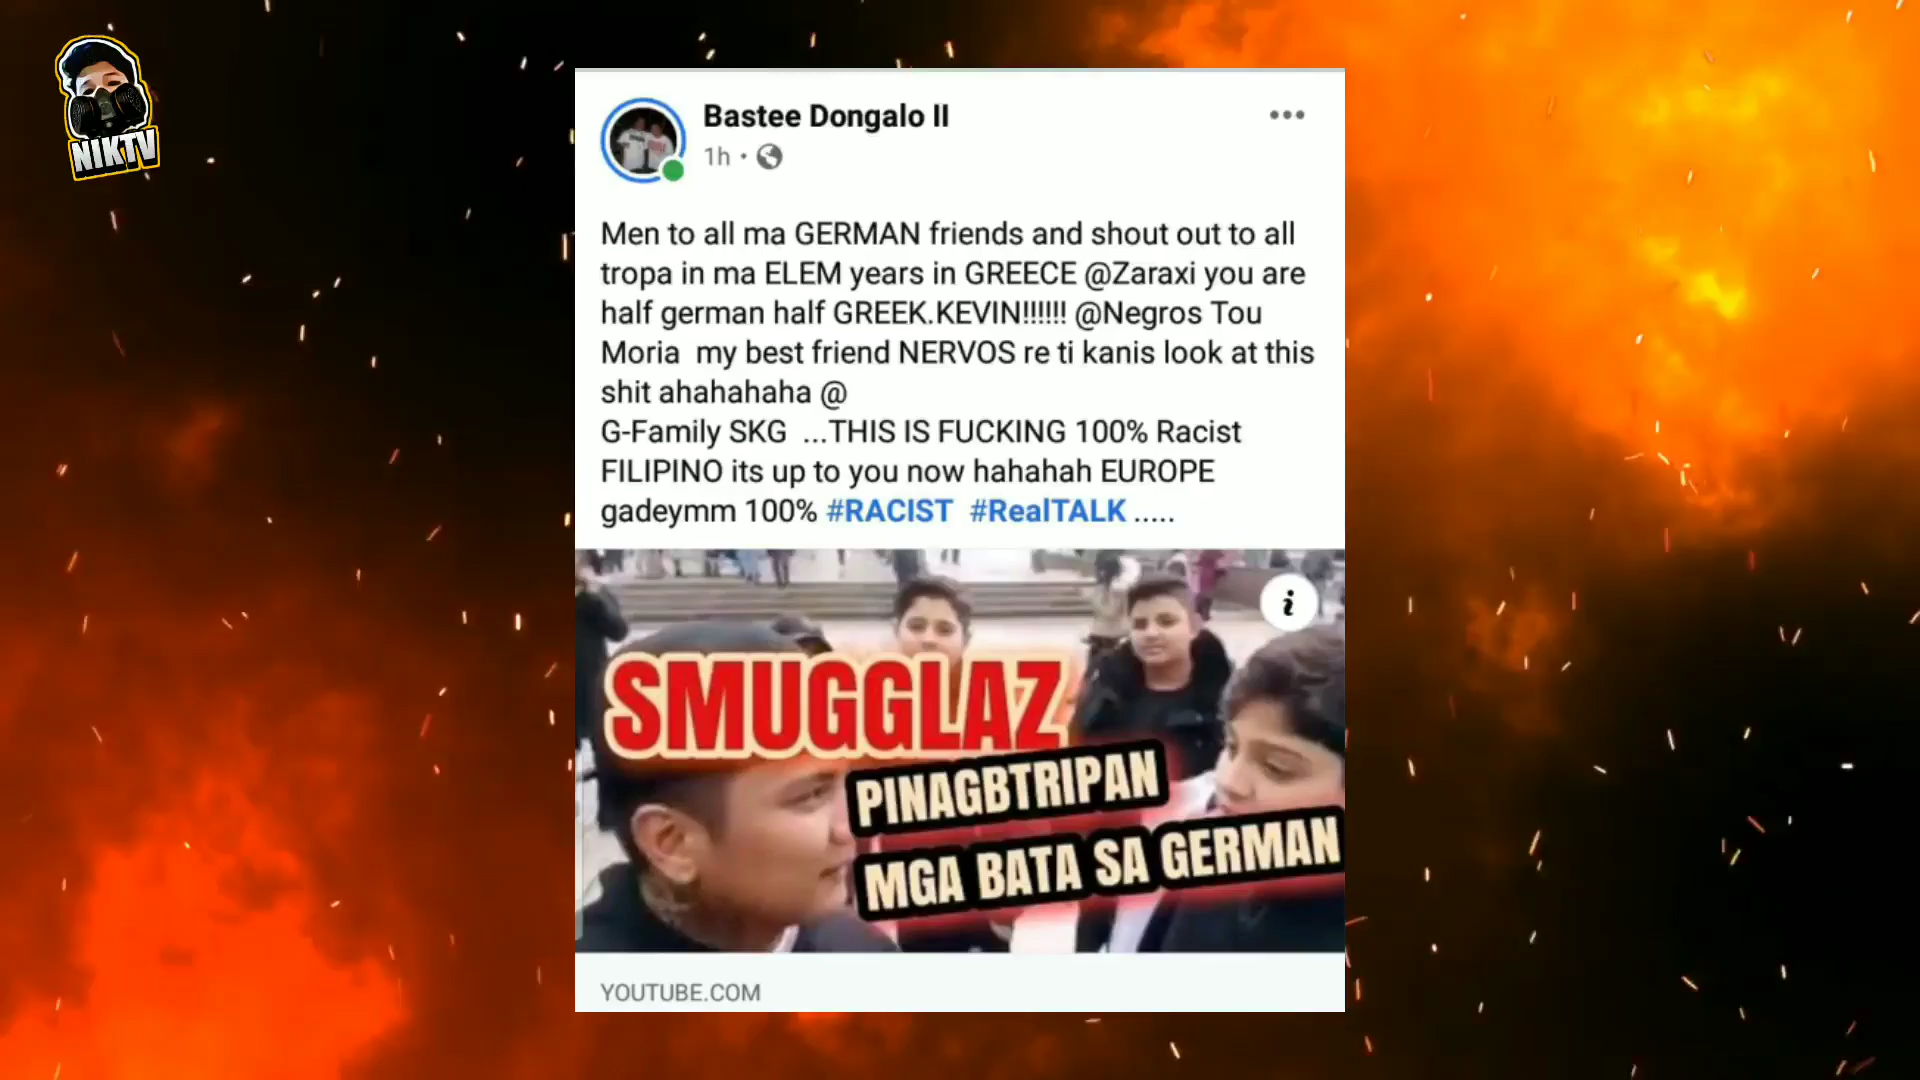 NIKTV
Bastee Dongalo II
1h
Men to all ma GERMAN friends and shout out to all
tropa in ma ELEM years in GREECE @Zaraxi you are
half german half GREEK.KEVIN!!!!!! @Negros Tou
Moria my best friend NERVOS re ti kanis look at this
shit ahahahaha @
G-Family SKG ...THIS IS FUCKING 100% Racist
FILIPINO its up to you now hahahah EUROPE
gadeymm 100% #RACIST #RealTALK .....
i
SMUGGLAZ
PINAGBTRIPAN
MGA BATA SA GERMAN
YOUTUBE.COM